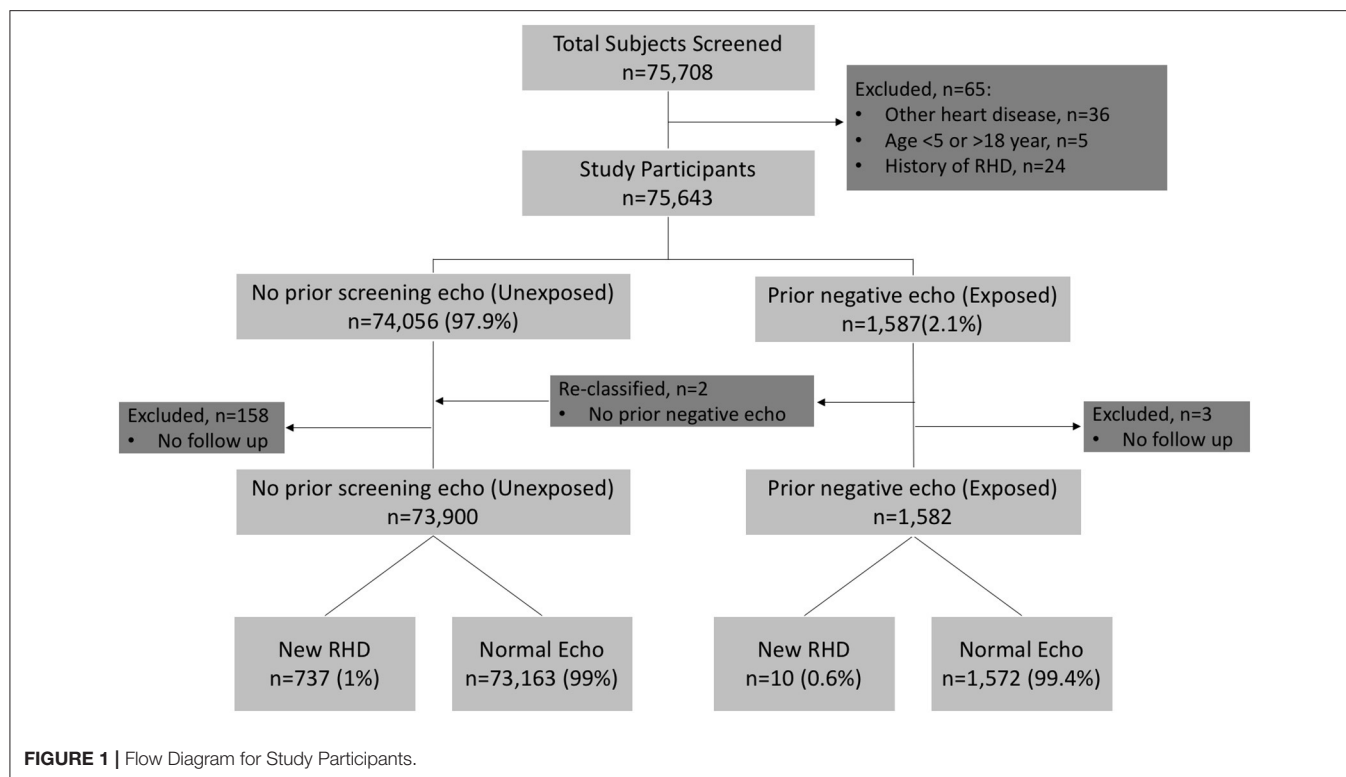 Total Subjects Screened
n=75,708
Excluded, n=65:
• Other heart disease, n=36
• Age <5 or >18 year, n=5
• History of RHD, n=24
Study Participants
n=75,643
No prior screening echo (Unexposed)
n=74,056 (97.9%)
Prior negative echo (Exposed)
n=1,587(2.1%)
Re-classified, n=2
• No prior negative echo
Excluded, n=158
• No follow up
Excluded, n=3
• No follow up
No prior screening echo (Unexposed)
n=73,900
Prior negative echo (Exposed)
n=1,582
New RHD
n=737 (1%)
Normal Echo
n=73,163 (99%)
New RHD
n=10 (0.6%)
Normal Echo
n=1,572 (99.4%)
FIGURE 1 | Flow Diagram for Study Participants.